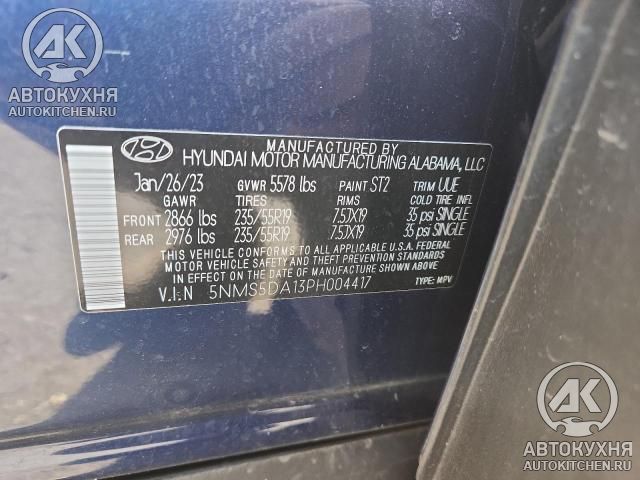 АК
АВТОКУХНЯ
AUTOKITCHEN.RU
MANUFACTURED BY
HYUNDAI MOTOR MANUFACTURING ALABAMA, LLC
Jan/26/23 GVWR 5578 lbs PAINT ST2 TRIM UUE
GAWR TIRES RIMS COLD TIRE INFL
FRONT 2866 lbs 235/55R19 7.5JX19 35 psi SINGLE
REAR 2976 lbs 235/55R19 7.5JX19 35 psi SINGLE
THIS VEHICLE CONFORMS TO ALL APPLICABLE U.S.A. FEDERAL
MOTOR VEHICLE SAFETY AND THEFT PREVENTION STANDARDS
IN EFFECT ON THE DATE OF MANUFACTURE SHOWN ABOVE
V.I.N 5NMS5DA13PH004417 TYPE: MPV
АК
АВТОКУХНЯ
AUTOKITCHEN.RU